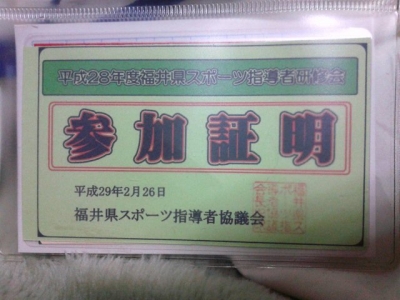 平成28年度福井県スポーツ指導者研修会
参加証明
平成29年2月26日
福井県スポーツ指導者協議会